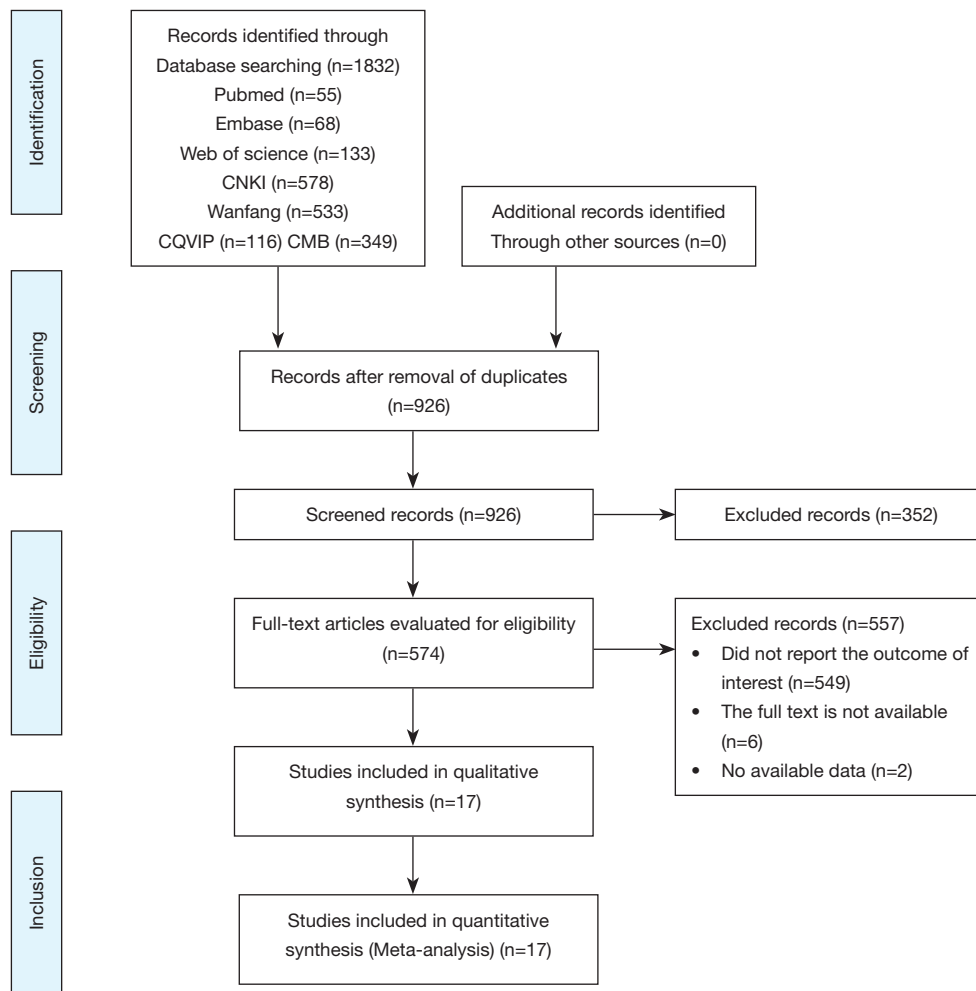 Identification
Records identified through
Database searching (n=1832)
Pubmed (n=55)
Embase (n=68)
Web of science (n=133)
CNKI (n=578)
Wanfang (n=533)
CQVIP (n=116) CMB (n=349)
Additional records identified
Through other sources (n=0)
Screening
Records after removal of duplicates
(n=926)
Screened records (n=926)
Excluded records (n=352)
Eligibility
Full-text articles evaluated for eligibility
(n=574)
Excluded records (n=557)
• Did not report the outcome of
interest (n=549)
• The full text is not available
(n=6)
• No available data (n=2)
Studies included in qualitative
synthesis (n=17)
Inclusion
Studies included in quantitative
synthesis (Meta-analysis) (n=17)